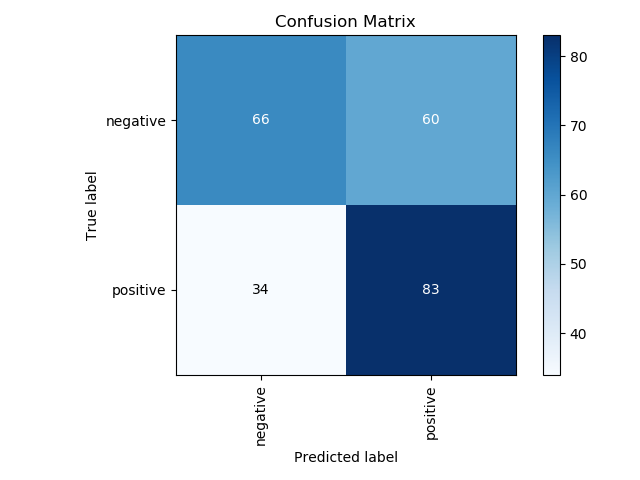 Confusion Matrix
negative
66
60
positive
34
83
True label
negative
positive
Predicted label
80
70
60
50
40